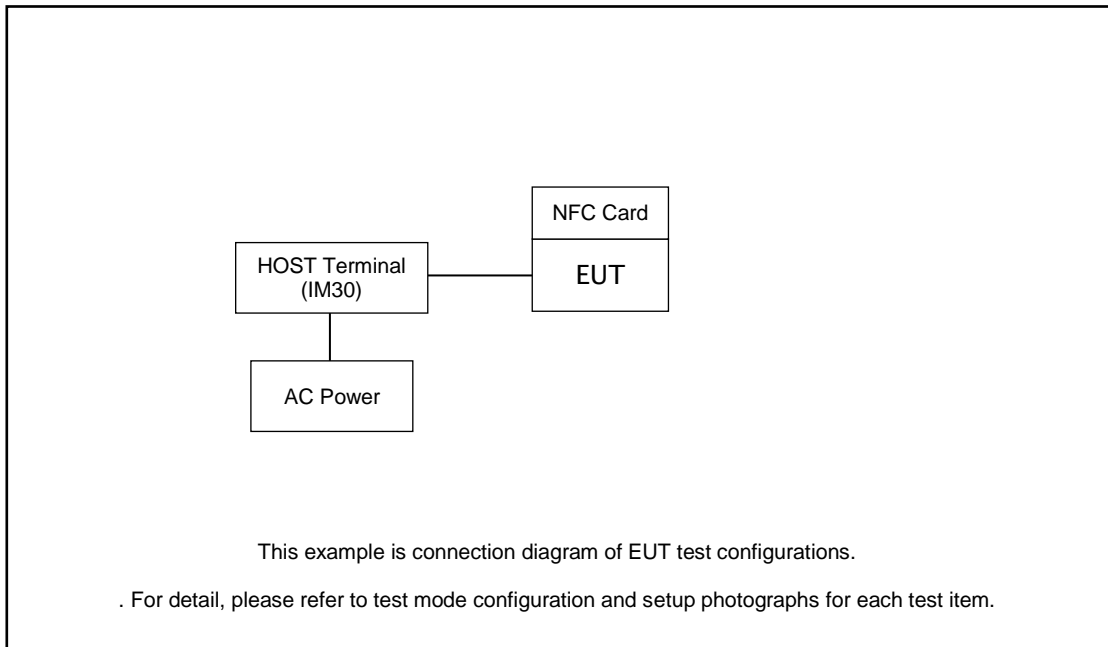 NFC Card
HOST Terminal
(IM30)
EUT
AC Power
This example is connection diagram of EUT test configurations.
. For detail, please refer to test mode configuration and setup photographs for each test item.